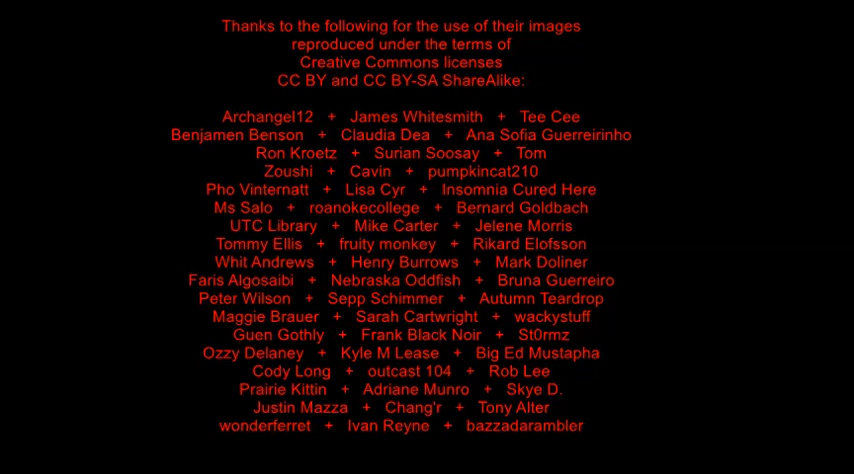 Thanks to the following for the use of their images
reproduced under the terms of
Creative Commons licenses
CC BY and CC BY-SA ShareAlike:
Archangel12 + James Whitesmith + Tee Cee
Benjamen Benson + Claudia Dea + Ana Sofia Guerreirinho
Ron Kroetz + Surian Soosay + Tom
Zoushi + Cavin + pumpkincat210
Pho Vinternatt + Lisa Cyr + Insomnia Cured Here
Ms Salo + roanokecollege + Bernard Goldbach
UTC Library + Mike Carter + Jelene Morris
Tommy Ellis + fruity monkey + Rikard Elofsson
Whit Andrews + Henry Burrows + Mark Doliner
Faris Algosaibi + Nebraska Oddfish + Bruna Guerreiro
Peter Wilson + Sepp Schimmer + Autumn Teardrop
Maggie Brauer + Sarah Cartwright + wackystuff
Guen Gothly + Frank Black Noir + St0rmz
Ozzy Delaney + Kyle M Lease + Big Ed Mustapha
Cody Long + outcast 104 + Rob Lee
Prairie Kittin + Adriane Munro + Skye D.
Justin Mazza + Chang'r + Tony Alter
wonderferret + Ivan Reyne + bazzadarambler